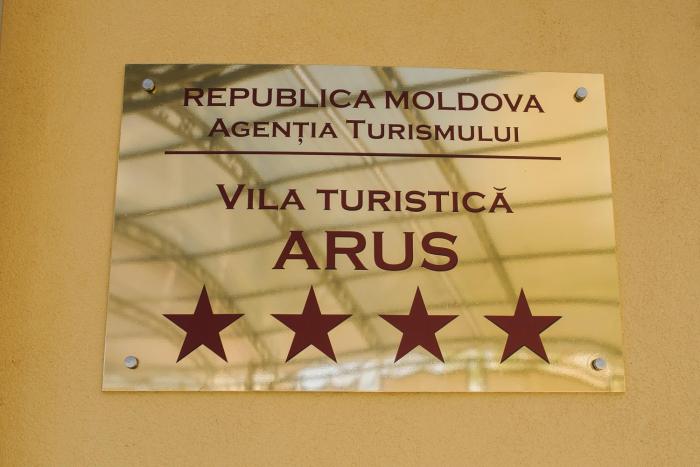 REPUBLICA MOLDOVA
AGENȚIA TURISMULUI
VILA TURISTICĂ
ARUS